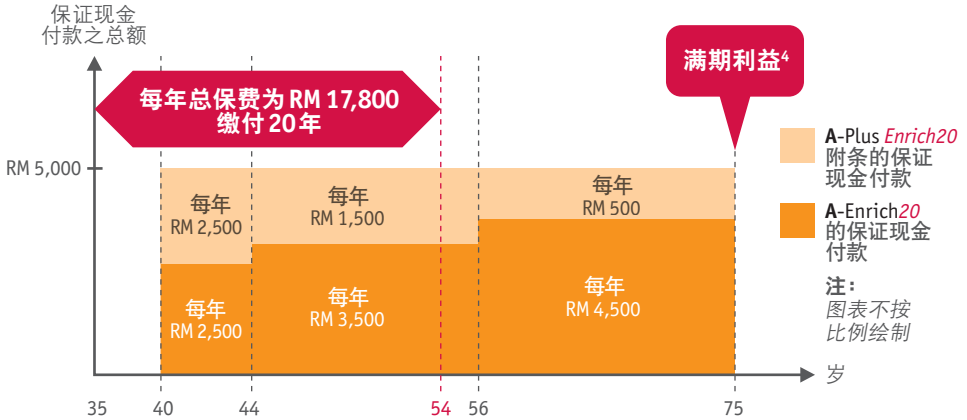 保证现金
付款之总额
满期利益4
每年总保费为 RM 17,800
缴付 20 年
A-Plus Enrich20
附条的保证
现金付款
RM 5,000
每年
RM 2,500
每年
RM 1,500
每年
RM 500
A-Enrich20
的保证现金
付款
每年
RM 2,500
每年
RM 3,500
每年
RM 4,500
注：
图表不按
比例绘制
岁
35 40 44 54 56 75